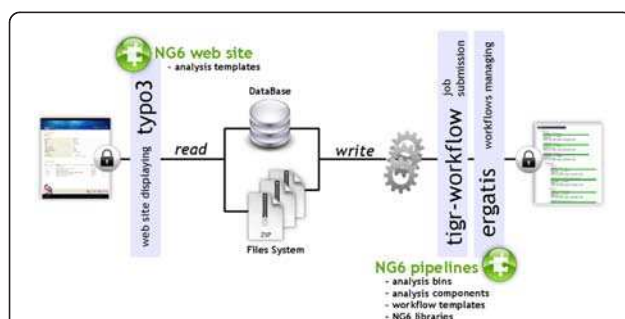 NG6 web site
- analysis templates
web site displaying
typo3
read
DataBase
ZIP
Files System
write
tigr-workflow
job submission
ergatis
workflows managing
NG6 pipelines
- analysis bins
- analysis components
- workflow templates
- NG6 libraries